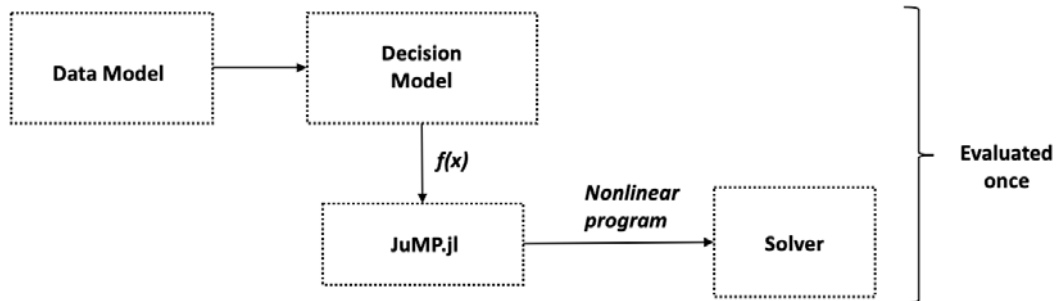 Data Model
Decision
Model
f(x)
Evaluated
once
Nonlinear
program
JuMP.jl
Solver